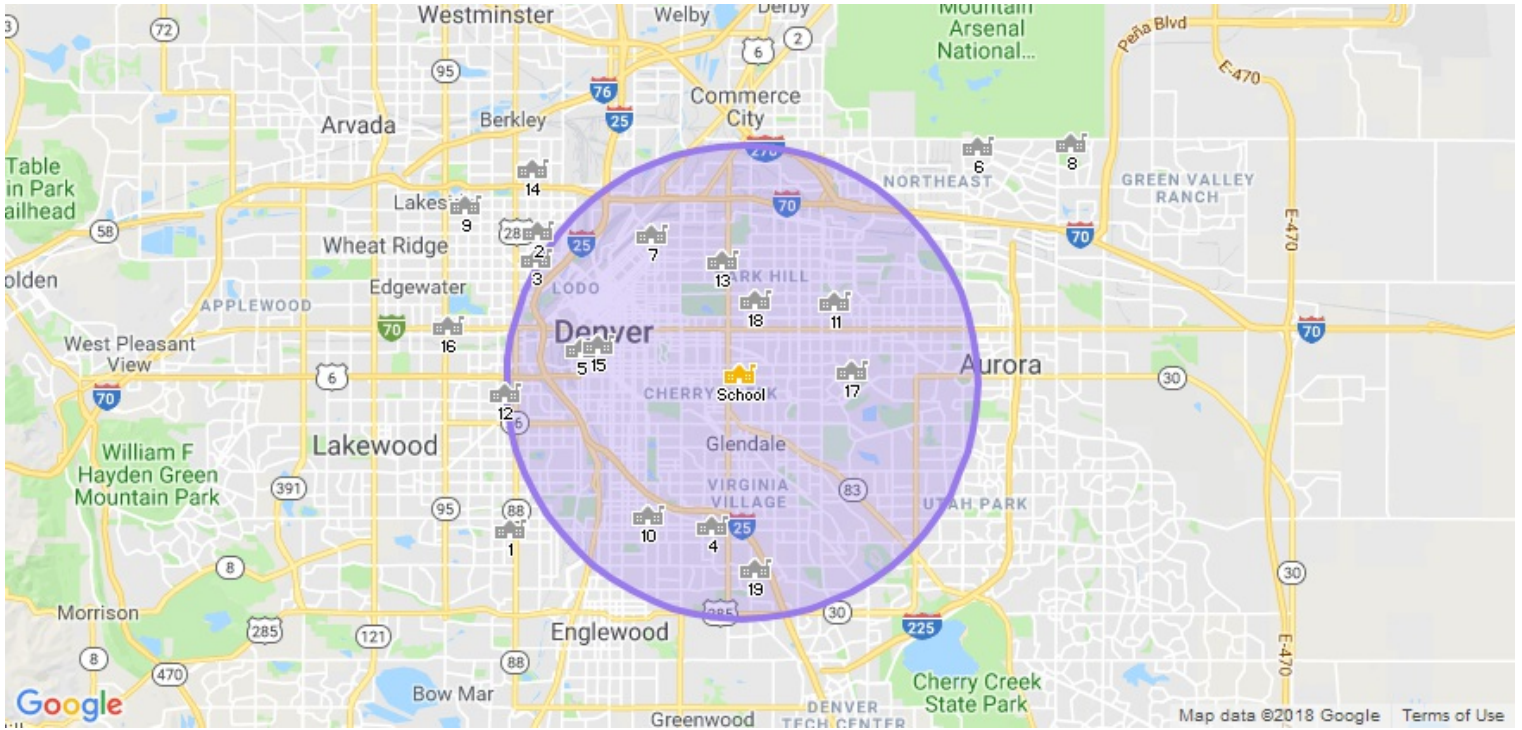 Westminster
Welby
Derby
Mountain
Arsenal
National...
Peña Blvd
E-470
3
72
2
6
95
76
25
Commerce
City
Arvada
Berkley
270
6
8
Table
in Park
ailhead
14
NORTHEAST
GREEN VALLEY
RANCH
Lakes
9
70
58
28
2
25
7
70
E-470
Wheat Ridge
3
13
ARK HILL
olden
Edgewater
LODO
APPLEWOOD
18
11
70
16
Denver
70
West Pleasant
View
5
15
Aurora
6
School
17
30
70
CHERRY
EK
12
6
Lakewood
Glendale
William F
Hayden Green
Mountain Park
391
VIRGINIA
VILLAGE
83
UTAH PARK
95
88
1
10
4
25
8
19
30
Morrison
285
30
285
121
Englewood
225
8
88
E-470
470
Bow Mar
Cherry Creek
State Park
Google
Greenwood
DENVER
TECH CENTER
Map data ©2018 Google
Terms of Use